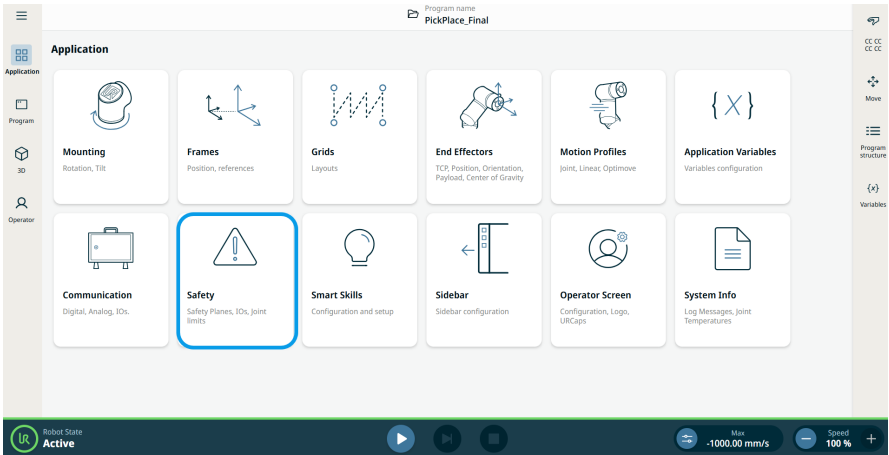 Program name
PickPlace_Final
Application
Application
Program
3D
Operator
Mounting
Rotation, Tilt
Frames
Position, references
Grids
Layouts
End Effectors
TCP, Position, Orientation,
Payload, Center of Gravity
Motion Profiles
Joint, Linear, Optimove
{X}
Application Variables
Variables configuration
Communication
Digital, Analog, IOs.
Safety
Safety Planes, IOs, Joint
limits
Smart Skills
Configuration and setup
Sidebar
Sidebar configuration
Operator Screen
Configuration, Logo,
URCaps
System Info
Log Messages, Joint
Temperatures
CC CC
CC CC
Move
Program
structure
{x}
Variables
UR
Robot State
Active
Max
-1000.00 mm/s
Speed
100 %